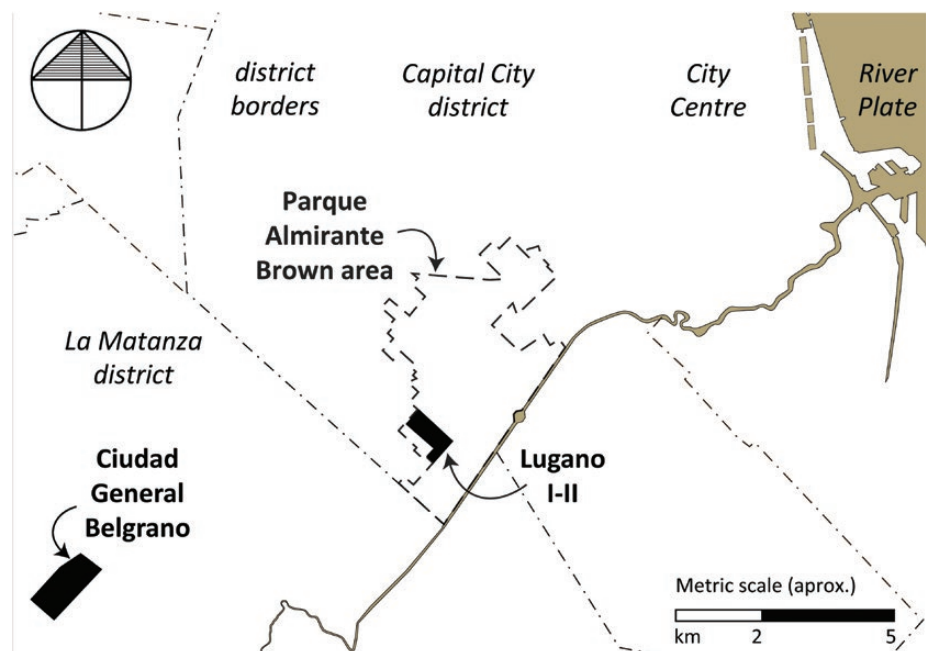 district
borders
Capital City
district
City
Centre
River
Plate
Parque
Almirante
Brown area
La Matanza
district
Ciudad
General
Belgrano
Lugano
I-II
Metric scale (aprox.)
km 2 5